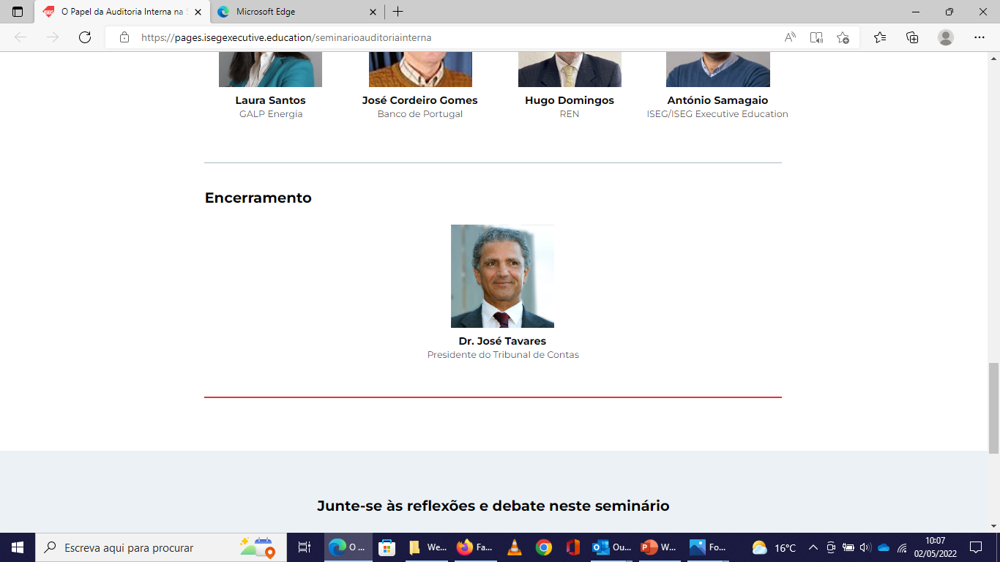 O Papel da Auditoria Interna na
Microsoft Edge
https://pages.isegexecutive.education/seminarioauditoriainterna
Laura Santos
GALP Energia
José Cordeiro Gomes
Banco de Portugal
Hugo Domingos
REN
António Samagaio
ISEG/ISEG Executive Education
Encerramento
Dr. José Tavares
Presidente do Tribunal de Contas
Junte-se às reflexões e debate neste seminário
Escreva aqui para procurar
O ...
We...
Fa...
Ou...
W...
Fo...
16°C
10:07
02/05/2022